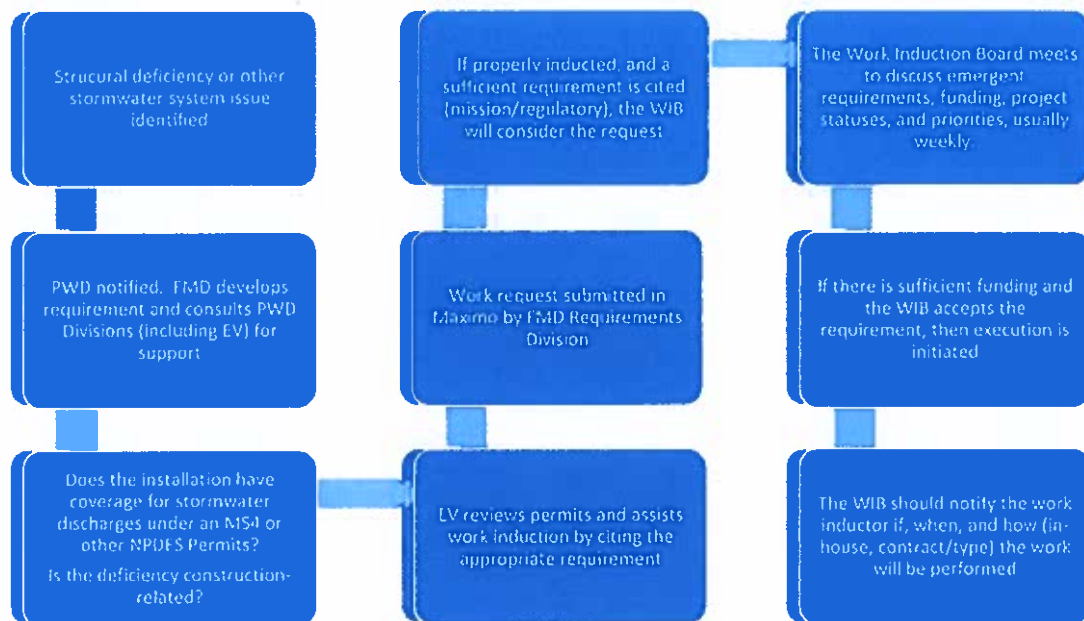 Strucural deficiency or other
stormwater system issue
identified
PWD notified. FMD develops
requirement and consults PWD
Divisions (including EV) for
support
Does the installation have
coverage for stormwater
discharges under an MS4 or
other NPDES Permits?
Is the deficiency construction-
related?
EV reviews permits and assists
work induction by citing the
appropriate requirement
Work request submitted in
Maximo by FMD Requirements
Division
If properly inducted, and a
sufficient requirement is cited
(mission/regulatory), the WIB
will consider the request
The Work Induction Board meets
to discuss emergent
requirements, funding, project
statuses, and priorities, usually
weekly.
If there is sufficient funding and
the WIB accepts the
requirement, then execution is
initiated
The WIB should notify the work
inductor if, when, and how (in-
house, contract/type) the work
will be performed